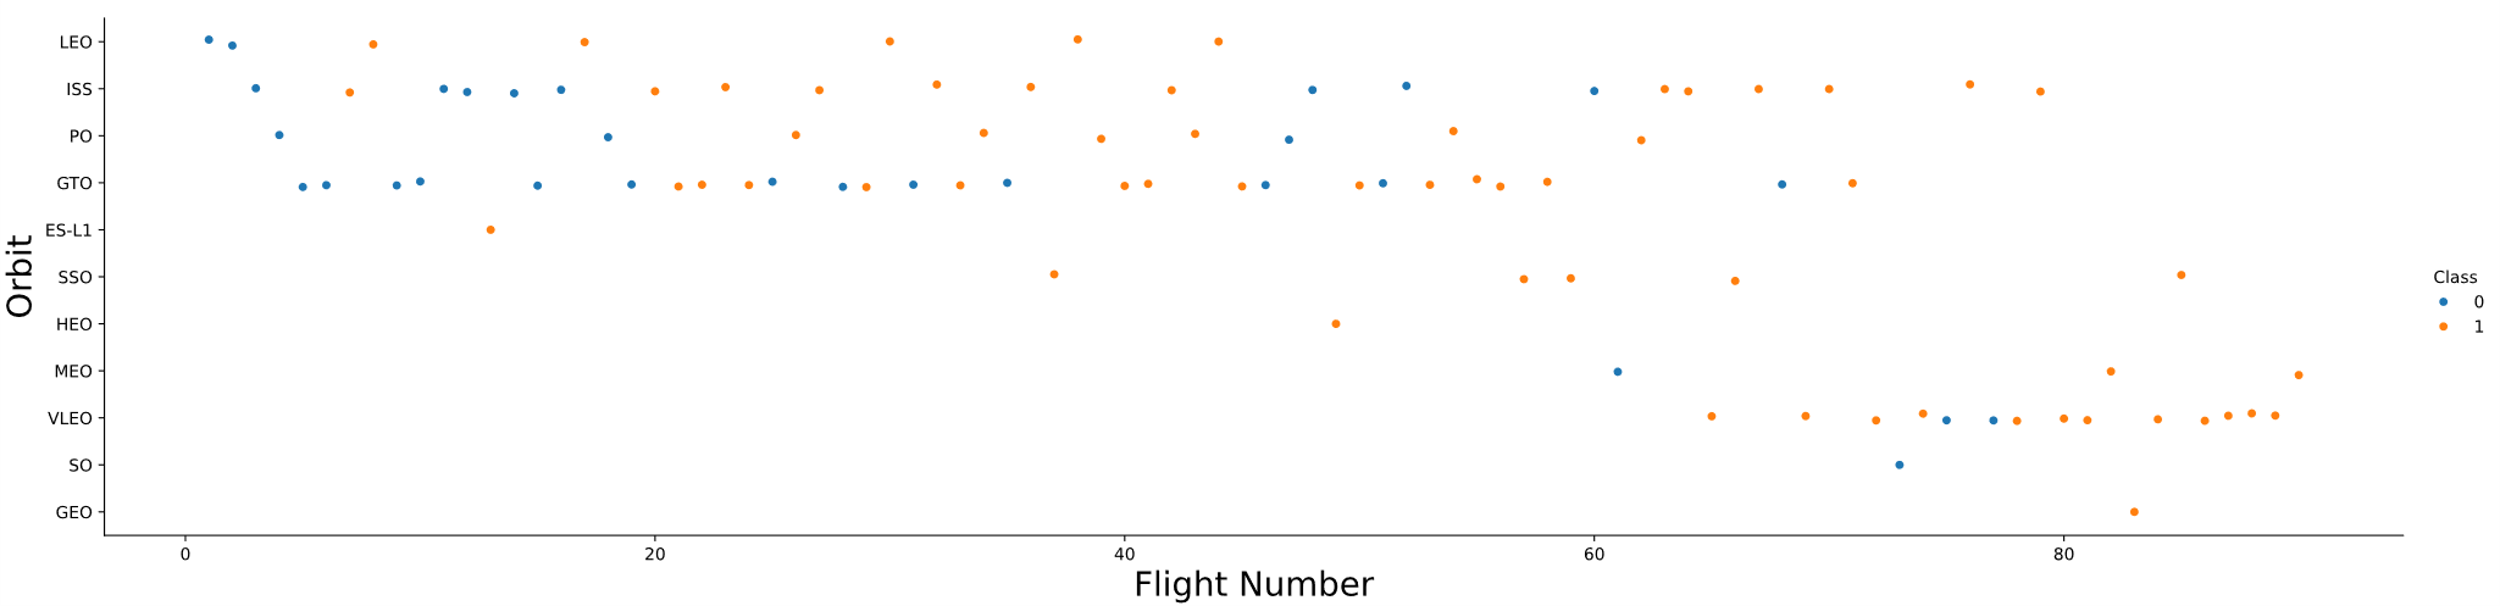 LEO
ISS
PO
GTO
ES-L1
SSO
HEO
MEO
VLEO
SO
GEO
Orbit
0
20
40
60
80
Flight Number
Class
0
1